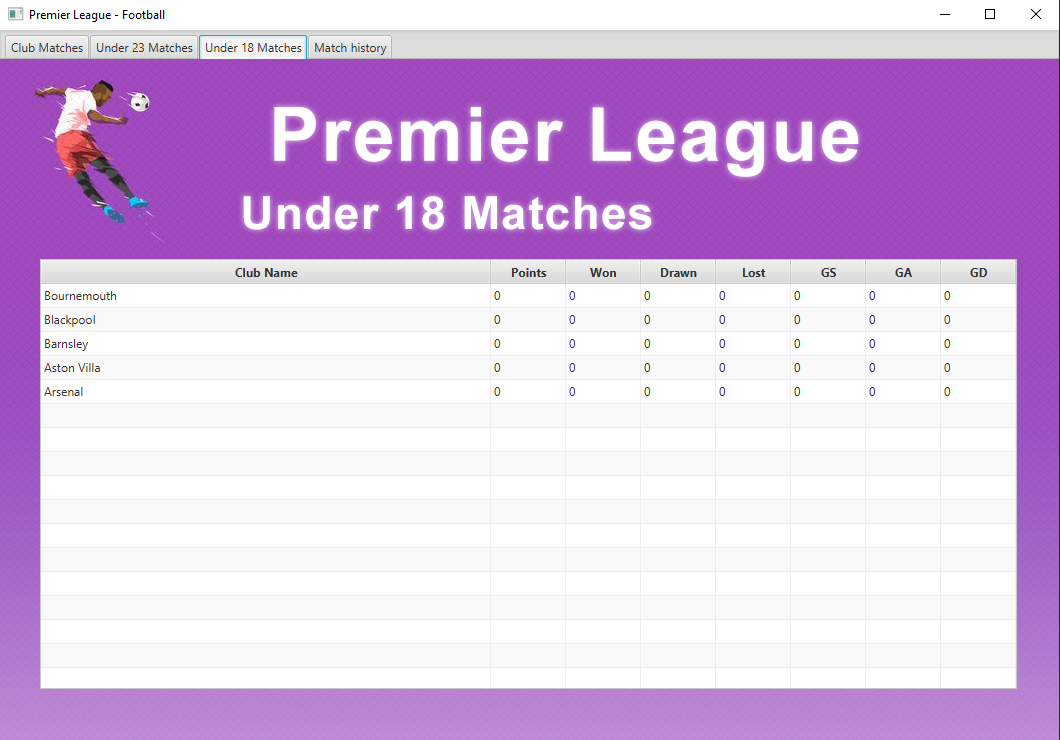 Premier League - Football
Club Matches Under 23 Matches Under 18 Matches Match history
Premier League
Under 18 Matches
Club Name Points Won Drawn Lost GS GA GD
Bournemouth 0 0 0 0 0 0 0
Blackpool 0 0 0 0 0 0 0
Barnsley 0 0 0 0 0 0 0
Aston Villa 0 0 0 0 0 0 0
Arsenal 0 0 0 0 0 0 0